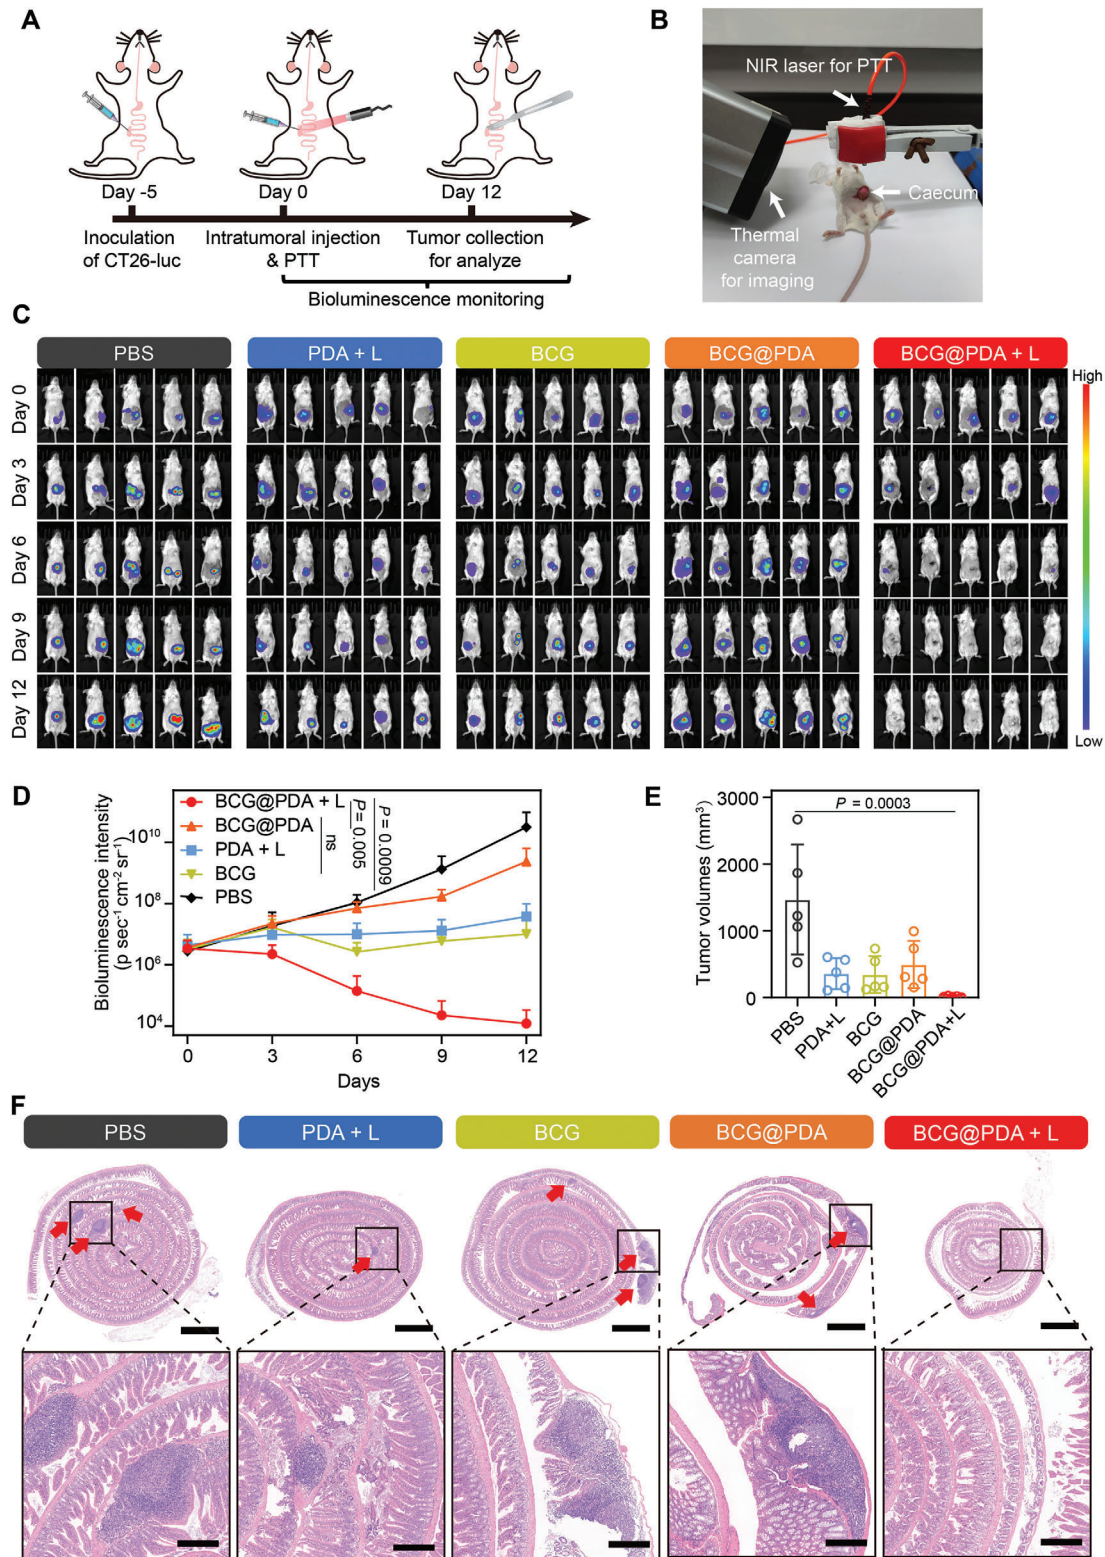 A
Day -5
Day 0
Day 12
Inoculation
of CT26-luc
Intratumoral injection
& PTT
Tumor collection
for analyze
Bioluminescence monitoring
B
NIR laser for PTT
Caecum
Thermal
camera
for imaging
C
PBS
PDA + L
BCG
BCG@PDA
BCG@PDA + L
Day 0
Day 3
Day 6
Day 9
Day 12
High
Low
D
Bioluminescence intensity
(p sec⁻¹ cm⁻² sr⁻¹)
10¹⁰
10⁸
10⁶
10⁴
BCG@PDA + L
BCG@PDA
PDA + L
BCG
PBS
ns
P = 0.005
P = 0.0009
0
3
6
9
12
Days
E
Tumor volumes (mm³)
3000
2000
1000
0
P = 0.0003
PBS
PDA+L
BCG
BCG@PDA
BCG@PDA+L
F
PBS
PDA + L
BCG
BCG@PDA
BCG@PDA + L